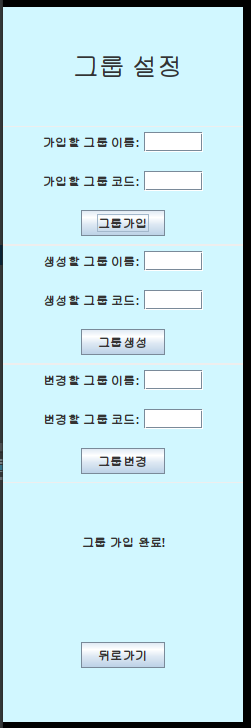 그룹 설정
가입할 그룹 이름:
가입할 그룹 코드:
그룹가입
생성할 그룹 이름:
생성할 그룹 코드:
그룹생성
변경할 그룹 이름:
변경할 그룹 코드:
그룹변경
그룹 가입 완료!
뒤로가기